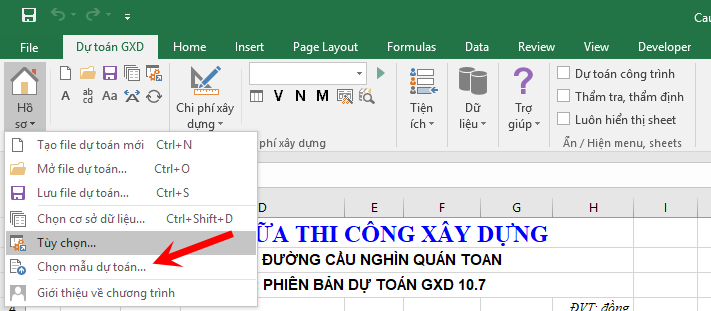 Cau
File Dự toán GXD Home Insert Page Layout Formulas Data Review View Developer
Hồ sơ
A ab ac
Chi phí xây dựng
V N M
Tiện ích
Dữ liệu
Trợ giúp
Dự toán công trình
Thẩm tra, thẩm định
Luôn hiển thị sheet
phí xây dựng
Ẩn / Hiện menu, sheets
Tạo file dự toán mới Ctrl+N
Mở file dự toán... Ctrl+O
Lưu file dự toán... Ctrl+S
Chọn cơ sở dữ liệu... Ctrl+Shift+D
Tùy chọn...
Chọn mẫu dự toán...
Giới thiệu về chương trình
D E F G H I J
ỮA THI CÔNG XÂY DỰNG
ĐƯỜNG CẦU NGHÌN QUÁN TOAN
PHIÊN BẢN DỰ TOÁN GXD 10.7
4 ĐVT: đồng